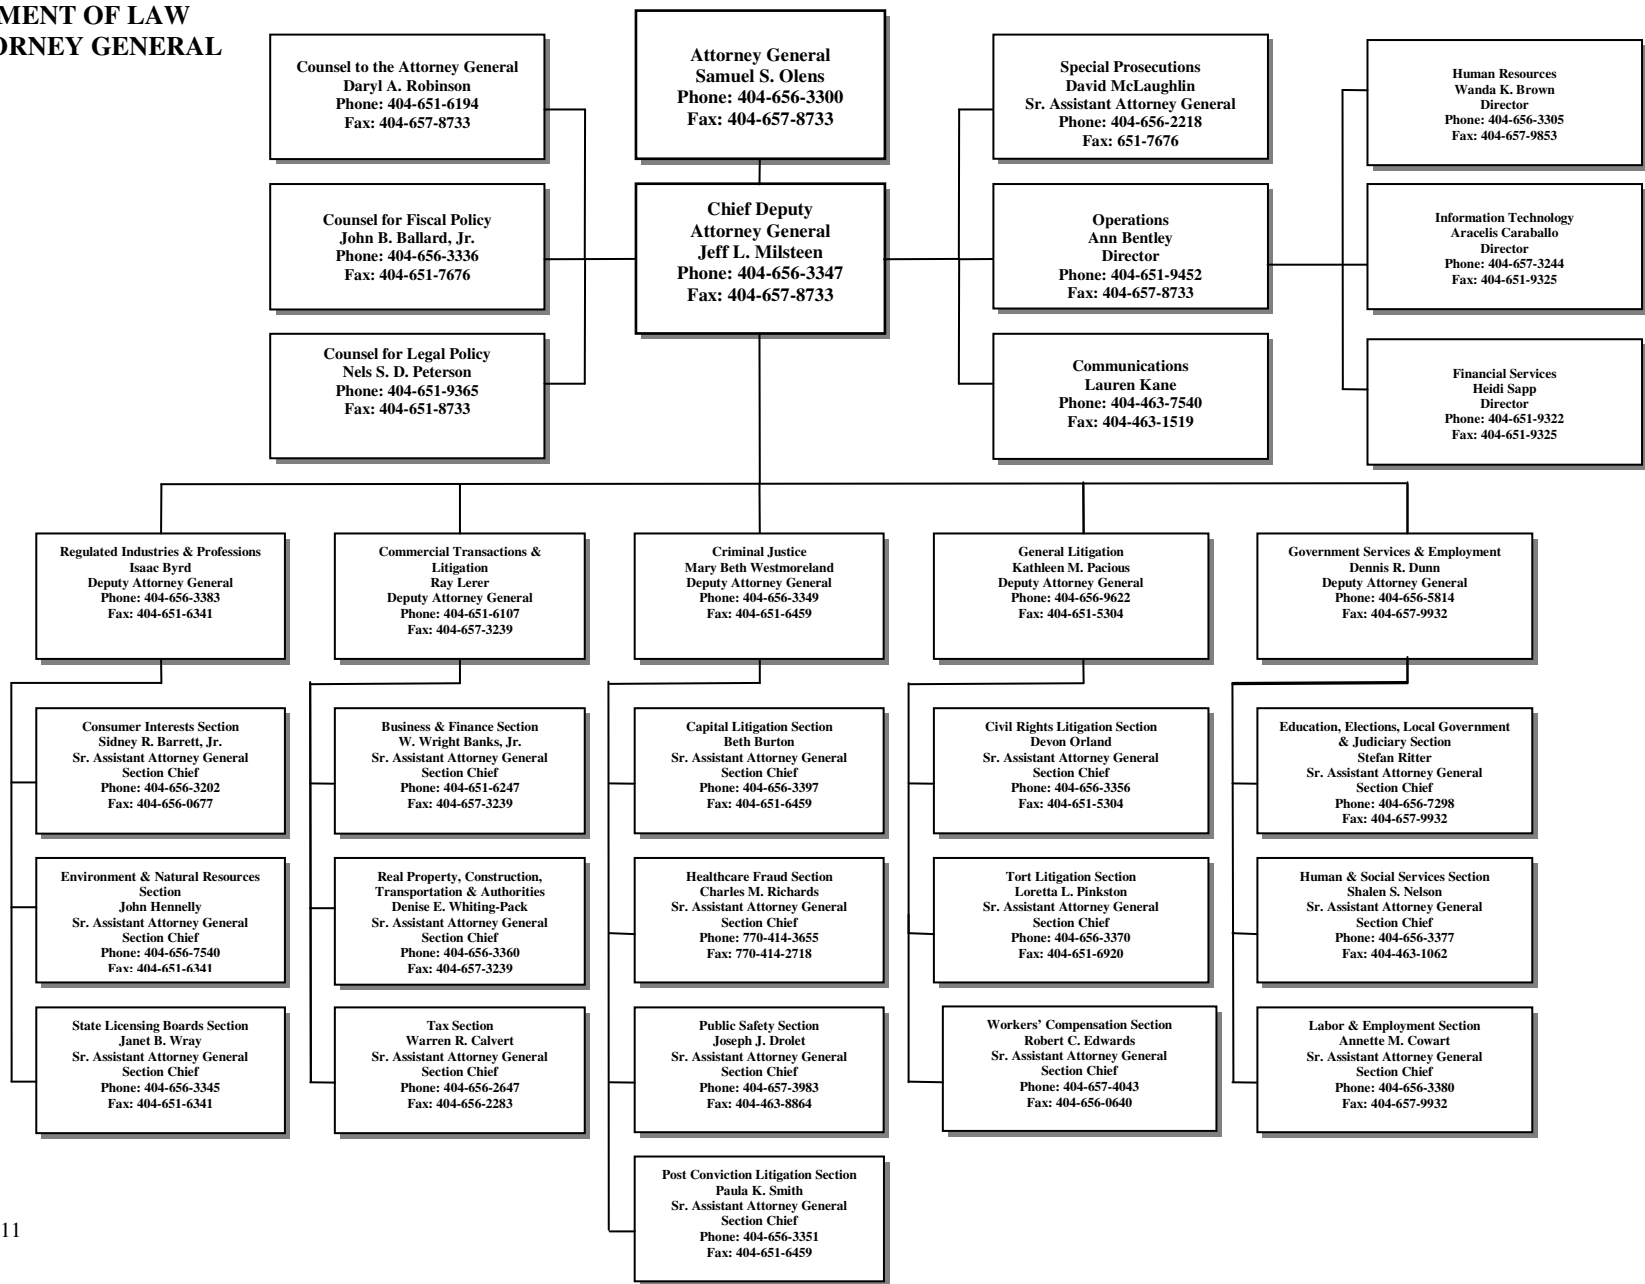 MENT OF LAW
ORNEY GENERAL
Counsel to the Attorney General
Daryl A. Robinson
Phone: 404-651-6194
Fax: 404-657-8733
Attorney General
Samuel S. Olens
Phone: 404-656-3300
Fax: 404-657-8733
Special Prosecutions
David McLaughlin
Sr. Assistant Attorney General
Phone: 404-656-2218
Fax: 651-7676
Human Resources
Wanda K. Brown
Director
Phone: 404-656-3305
Fax: 404-657-9853
Counsel for Fiscal Policy
John B. Ballard, Jr.
Phone: 404-656-3336
Fax: 404-651-7676
Chief Deputy
Attorney General
Jeff L. Milsteen
Phone: 404-656-3347
Fax: 404-657-8733
Operations
Ann Bentley
Director
Phone: 404-651-9452
Fax: 404-657-8733
Information Technology
Aracelis Caraballo
Director
Phone: 404-657-3244
Fax: 404-651-9325
Counsel for Legal Policy
Nels S. D. Peterson
Phone: 404-651-9365
Fax: 404-651-8733
Communications
Lauren Kane
Phone: 404-463-7540
Fax: 404-463-1519
Financial Services
Heidi Sapp
Director
Phone: 404-651-9322
Fax: 404-651-9325
Regulated Industries & Professions
Isaac Byrd
Deputy Attorney General
Phone: 404-656-3383
Fax: 404-651-6341
Commercial Transactions &
Litigation
Ray Lerer
Deputy Attorney General
Phone: 404-651-6107
Fax: 404-657-3239
Criminal Justice
Mary Beth Westmoreland
Deputy Attorney General
Phone: 404-656-3349
Fax: 404-651-6459
General Litigation
Kathleen M. Pacious
Deputy Attorney General
Phone: 404-656-9622
Fax: 404-651-5304
Government Services & Employment
Dennis R. Dunn
Deputy Attorney General
Phone: 404-656-5814
Fax: 404-657-9932
Consumer Interests Section
Sidney R. Barrett, Jr.
Sr. Assistant Attorney General
Section Chief
Phone: 404-656-3202
Fax: 404-656-0677
Business & Finance Section
W. Wright Banks, Jr.
Sr. Assistant Attorney General
Section Chief
Phone: 404-651-6247
Fax: 404-657-3239
Capital Litigation Section
Beth Burton
Sr. Assistant Attorney General
Section Chief
Phone: 404-656-3397
Fax: 404-651-6459
Civil Rights Litigation Section
Devon Orland
Sr. Assistant Attorney General
Section Chief
Phone: 404-656-3356
Fax: 404-651-5304
Education, Elections, Local Government
& Judiciary Section
Stefan Ritter
Sr. Assistant Attorney General
Section Chief
Phone: 404-656-7298
Fax: 404-657-9932
Environment & Natural Resources
Section
John Hennelly
Sr. Assistant Attorney General
Section Chief
Phone: 404-656-7540
Fax: 404-651-6341
Real Property, Construction,
Transportation & Authorities
Denise E. Whiting-Pack
Sr. Assistant Attorney General
Section Chief
Phone: 404-656-3360
Fax: 404-657-3239
Healthcare Fraud Section
Charles M. Richards
Sr. Assistant Attorney General
Section Chief
Phone: 770-414-3655
Fax: 770-414-2718
Tort Litigation Section
Loretta L. Pinkston
Sr. Assistant Attorney General
Section Chief
Phone: 404-656-3370
Fax: 404-651-6920
Human & Social Services Section
Shalen S. Nelson
Sr. Assistant Attorney General
Section Chief
Phone: 404-656-3377
Fax: 404-463-1062
State Licensing Boards Section
Janet B. Wray
Sr. Assistant Attorney General
Section Chief
Phone: 404-656-3345
Fax: 404-651-6341
Tax Section
Warren R. Calvert
Sr. Assistant Attorney General
Section Chief
Phone: 404-656-2647
Fax: 404-656-2283
Public Safety Section
Joseph J. Drolet
Sr. Assistant Attorney General
Section Chief
Phone: 404-657-3983
Fax: 404-463-8864
Workers’ Compensation Section
Robert C. Edwards
Sr. Assistant Attorney General
Section Chief
Phone: 404-657-4043
Fax: 404-656-0640
Labor & Employment Section
Annette M. Cowart
Sr. Assistant Attorney General
Section Chief
Phone: 404-656-3380
Fax: 404-657-9932
Post Conviction Litigation Section
Paula K. Smith
Sr. Assistant Attorney General
Section Chief
Phone: 404-656-3351
Fax: 404-651-6459
11